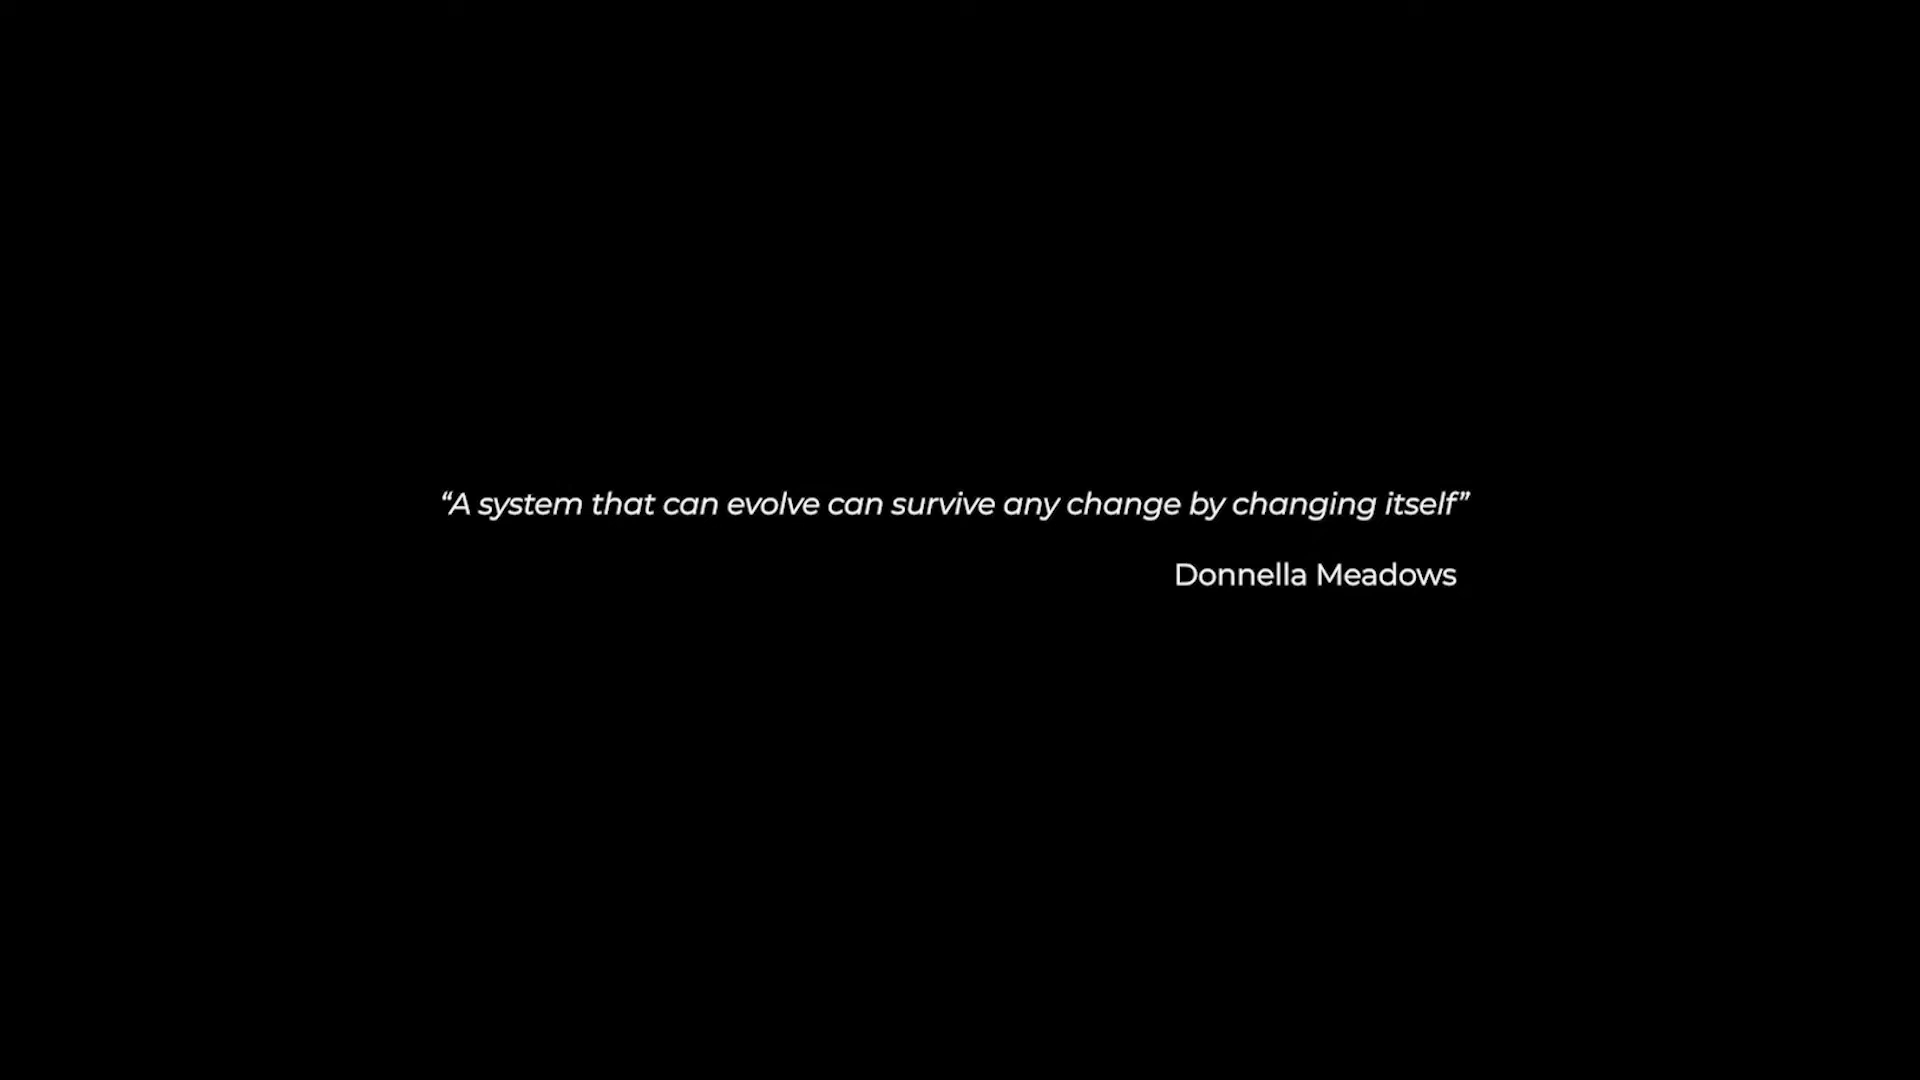 “A system that can evolve can survive any change by changing itself”
Donnella Meadows